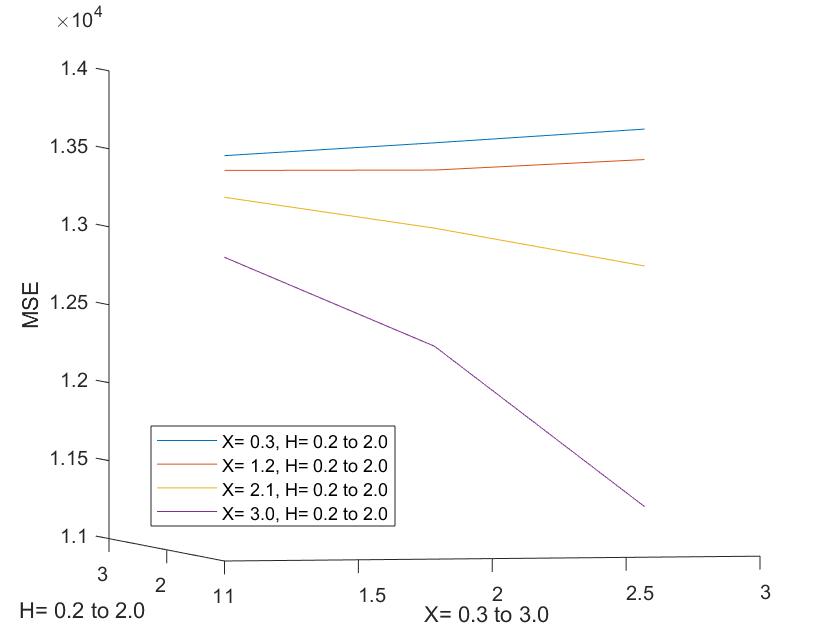 ×10⁴
1.4
1.35
1.3
1.25
1.2
1.15
1.1
MSE
X= 0.3, H= 0.2 to 2.0
X= 1.2, H= 0.2 to 2.0
X= 2.1, H= 0.2 to 2.0
X= 3.0, H= 0.2 to 2.0
3
2
11
1.5
2
2.5
3
H= 0.2 to 2.0
X= 0.3 to 3.0